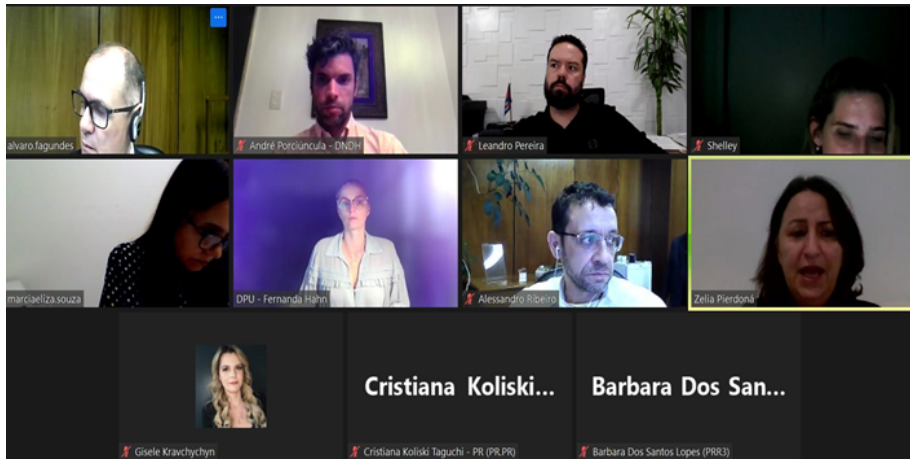 alvaro.fagundes
André Porciúncula - DNDH
Leandro Pereira
Shelley
marciaeliza.souza
DPU - Fernanda Hahn
Alessandro Ribeiro
Zelia Pierdoná
Cristiana Koliski...
Barbara Dos San...
Gisele Kravchychyn
Cristiana Koliski Taguchi - PR (PR.PR)
Barbara Dos Santos Lopes (PRR3)